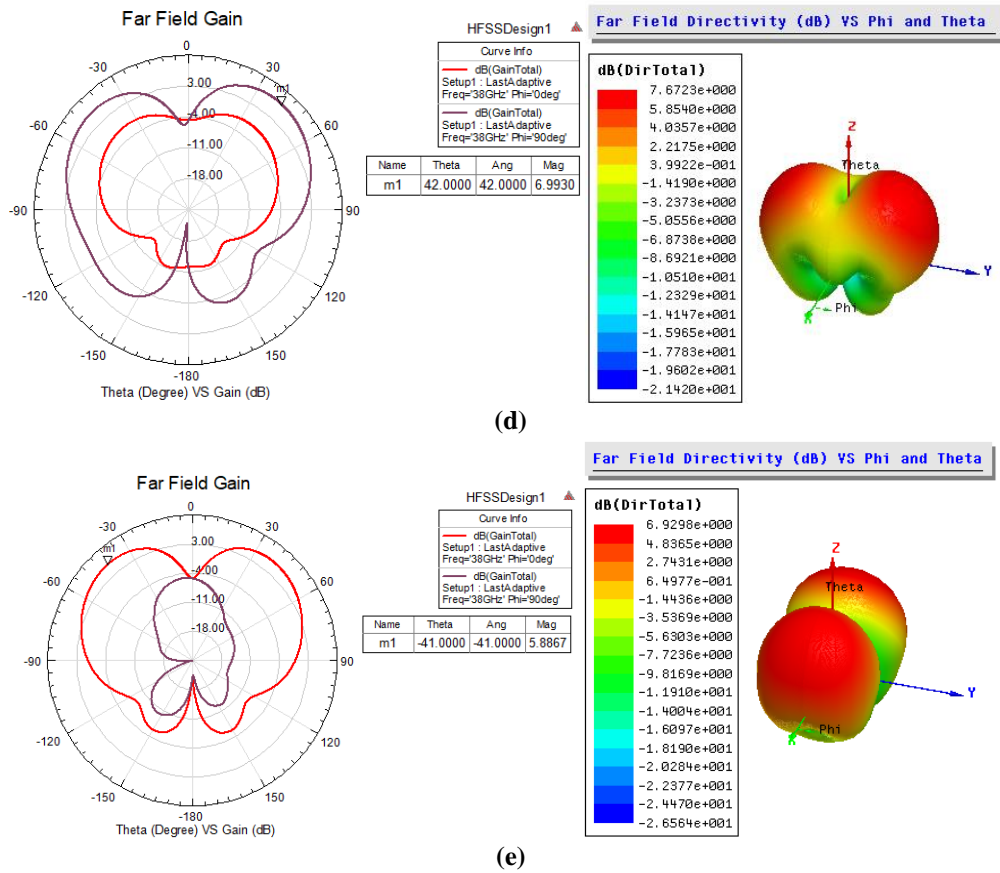 Far Field Gain
0
-30
30
-60
60
-90
90
-120
120
-150
150
-180
3.00
-4.00
-11.00
-18.00
m1
Theta (Degree) VS Gain (dB)
HFSSDesign1
Curve Info
dB(GainTotal)
Setup1 : LastAdaptive
Freq='38GHz' Phi='0deg'
dB(GainTotal)
Setup1 : LastAdaptive
Freq='38GHz' Phi='90deg'
Name Theta Ang Mag
m1 42.0000 42.0000 6.9930
Far Field Directivity (dB) VS Phi and Theta
dB(DirTotal)
7.6723e+000
5.8540e+000
4.0357e+000
2.2175e+000
3.9922e-001
-1.4190e+000
-3.2373e+000
-5.0556e+000
-6.8738e+000
-8.6921e+000
-1.0510e+001
-1.2329e+001
-1.4147e+001
-1.5965e+001
-1.7783e+001
-1.9602e+001
-2.1420e+001
Z
Theta
Y
X
Phi
(d)
Far Field Gain
0
-30
30
-60
60
-90
90
-120
120
-150
150
-180
3.00
-4.00
-11.00
-18.00
m1
Theta (Degree) VS Gain (dB)
HFSSDesign1
Curve Info
dB(GainTotal)
Setup1 : LastAdaptive
Freq='38GHz' Phi='0deg'
dB(GainTotal)
Setup1 : LastAdaptive
Freq='38GHz' Phi='90deg'
Name Theta Ang Mag
m1 -41.0000 -41.0000 5.8867
Far Field Directivity (dB) VS Phi and Theta
dB(DirTotal)
6.9298e+000
4.8365e+000
2.7431e+000
6.4977e-001
-1.4436e+000
-3.5369e+000
-5.6303e+000
-7.7236e+000
-9.8169e+000
-1.1910e+001
-1.4004e+001
-1.6097e+001
-1.8190e+001
-2.0284e+001
-2.2377e+001
-2.4470e+001
-2.6564e+001
Z
Theta
Y
X
Phi
(e)